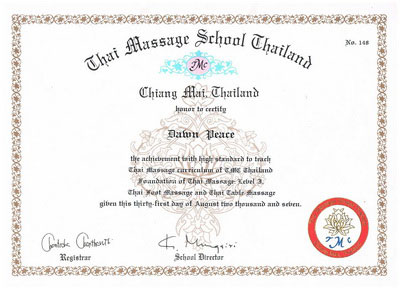 Thai Massage School Thailand
No. 148
TMC
Chiang Mai, Thailand
honor to certify
Dawn Peace
the achievement with high standard to teach
Thai Massage curriculum of TMC Thailand
Foundation of Thai Massage Level 3,
Thai Foot Massage and Thai Table Massage
given this thirty-first day of August two thousand and seven.
TMC
Registrar
School Director